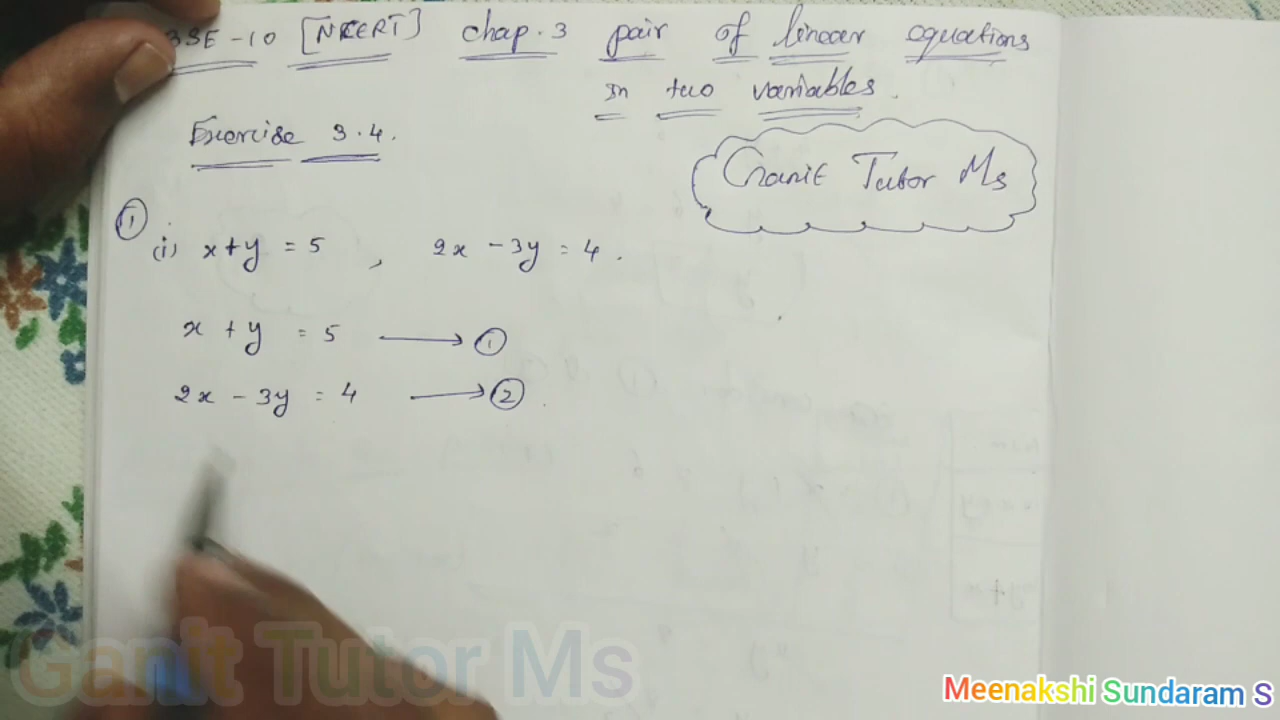 BSE-10 [NCERT] chap.3 pair of linear equations
in two variables.
Exercise 3.4.
Ganit Tutor Ms
① (i) x+y = 5 , 2x - 3y = 4.
x + y = 5 ⟶ ①
2x - 3y = 4 ⟶ ②.
Ganit Tutor Ms
Meenakshi Sundaram S